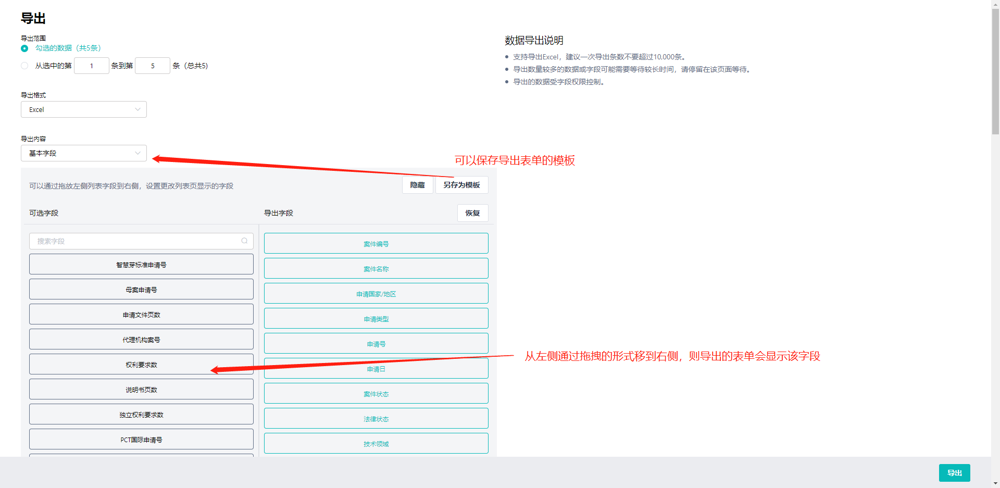 导出
导出范围
勾选的数据（共5条）
从选中的第 1 条到第 5 条（总共5）
数据导出说明
支持导出Excel，建议一次导出条数不要超过10,000条。
导出数量较多的数据或字段可能需要等待较长时间，请停留在该页面等待。
导出的数据受字段权限控制。
导出格式
Excel
导出内容
基本字段
可以保存导出表单的模板
可以通过拖放左侧列表字段到右侧，设置更改列表页显示的字段
隐藏
另存为模板
可选字段
导出字段
恢复
搜索字段
智慧芽标准申请号
母案申请号
申请文件页数
代理机构案号
权利要求数
说明书页数
独立权利要求数
PCT国际申请号
案件编号
案件名称
申请国家/地区
申请类型
申请号
申请日
案件状态
法律状态
技术领域
从左侧通过拖拽的形式移到右侧，则导出的表单会显示该字段
导出